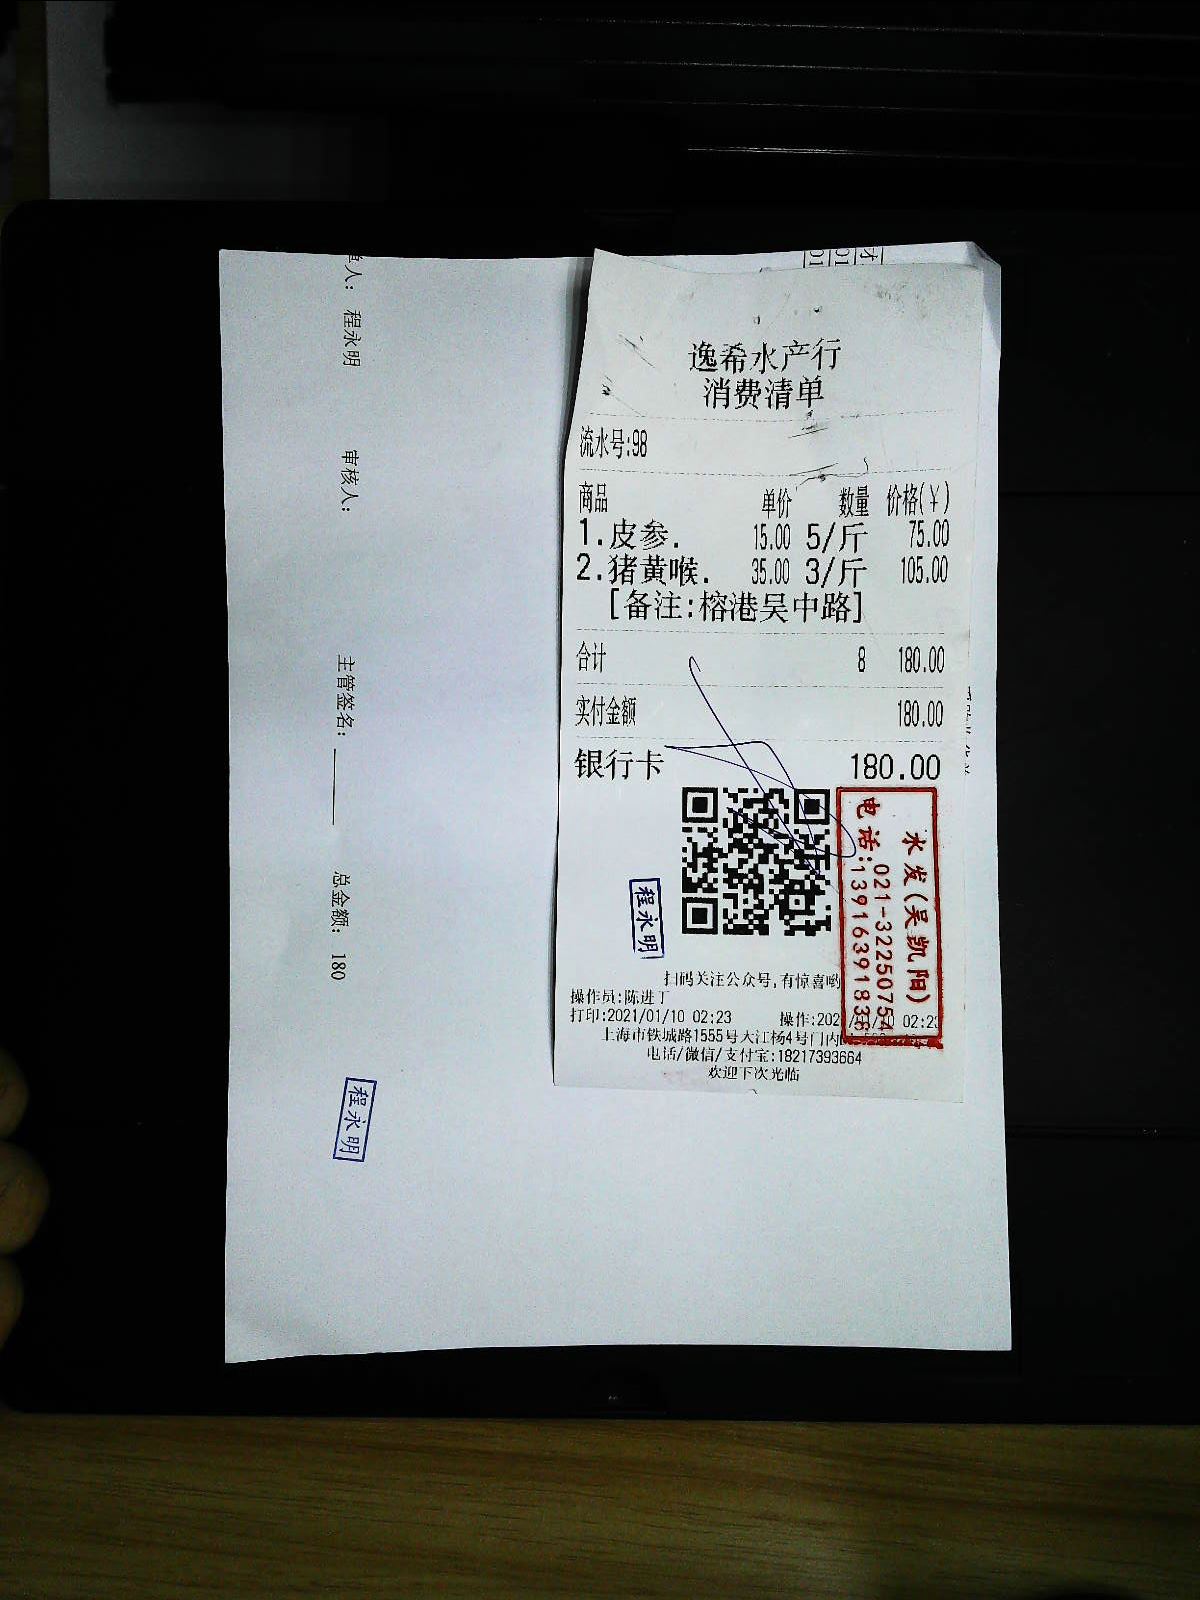 单人： 程永明 审核人： 主管签名： 总金额： 180
程永明
逸希水产行
消费清单
流水号:98
商品 单价 数量 价格(¥)
1.皮参. 15.00 5/斤 75.00
2.猪黄喉. 35.00 3/斤 105.00
[备注:榕港吴中路]
合计 8 180.00
实付金额 180.00
银行卡 180.00
水发(吴凯阳)
电话:021-32250754
13916391838
程永明
扫码关注公众号,有惊喜哟
操作员:陈进丁
打印:2021/01/10 02:23 操作:202 02:23
上海市铁城路1555号大江杨4号门内
电话/微信/支付宝:18217393664
欢迎下次光临